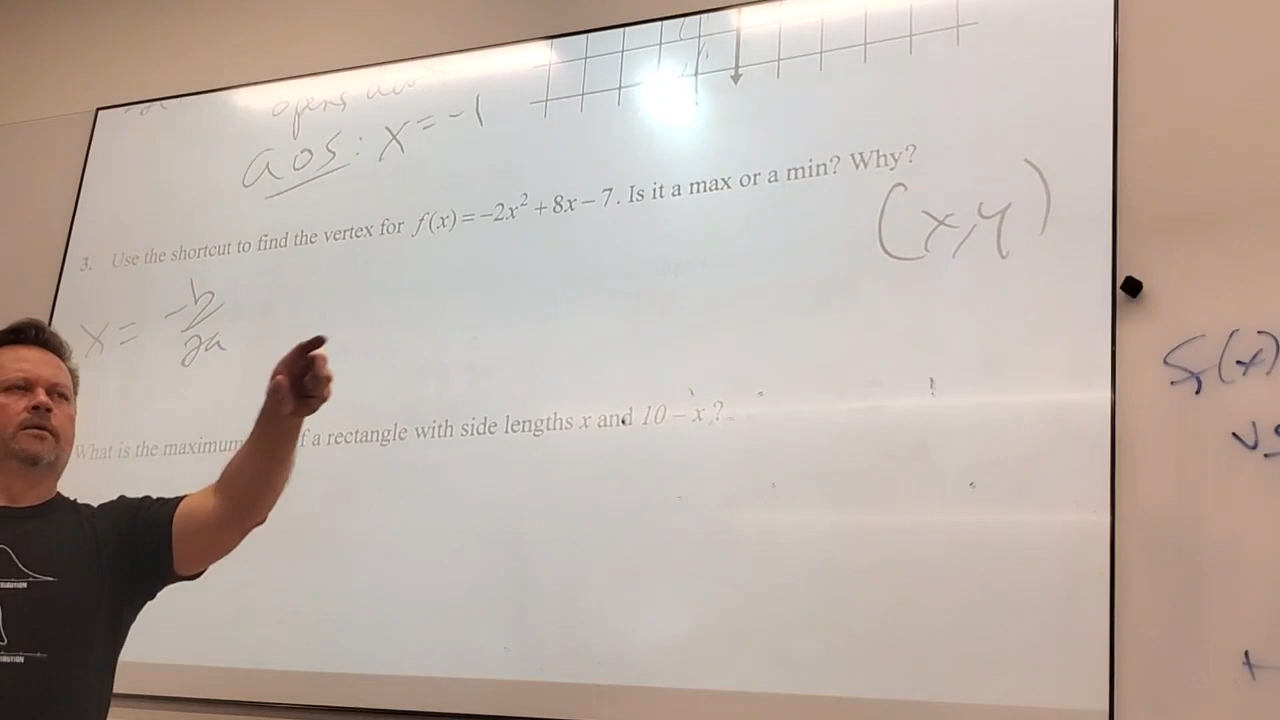 opens down
aos: x = -1
3. Use the shortcut to find the vertex for f(x) = -2x² + 8x - 7. Is it a max or a min? Why?
(x,y)
x = -b/2a
What is the maximum f a rectangle with side lengths x and 10 - x ?
f(x)
vs